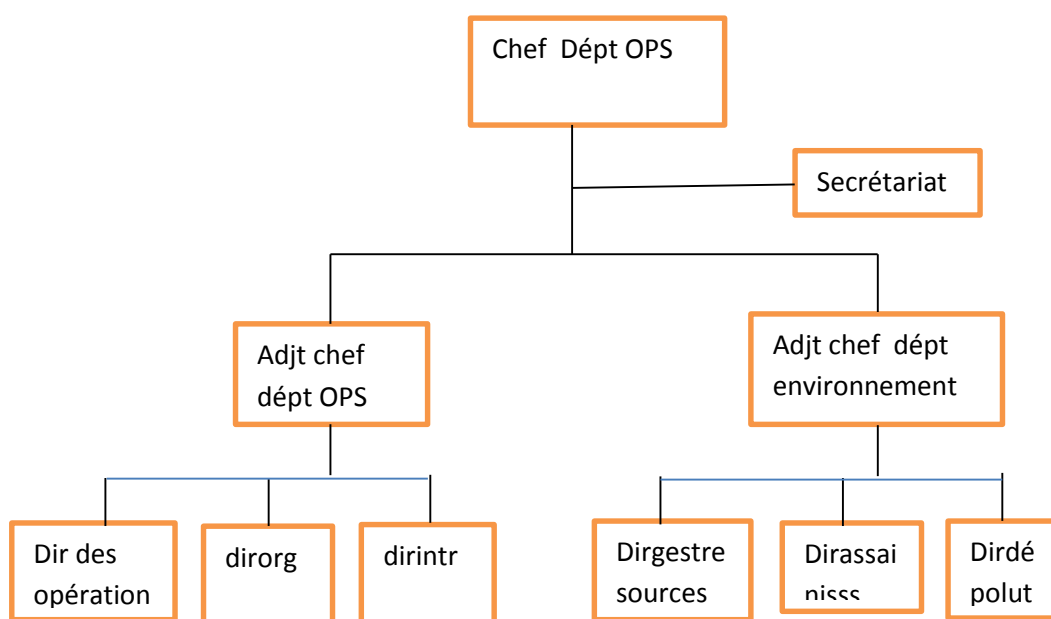 Chef Dépt OPS
Secrétariat
Adjt chef
dépt OPS
Adjt chef dépt
environnement
Dir des
opération
dirorg
dirintr
Dirgestre
sources
Dirassai
nisss
Dirdé
polut